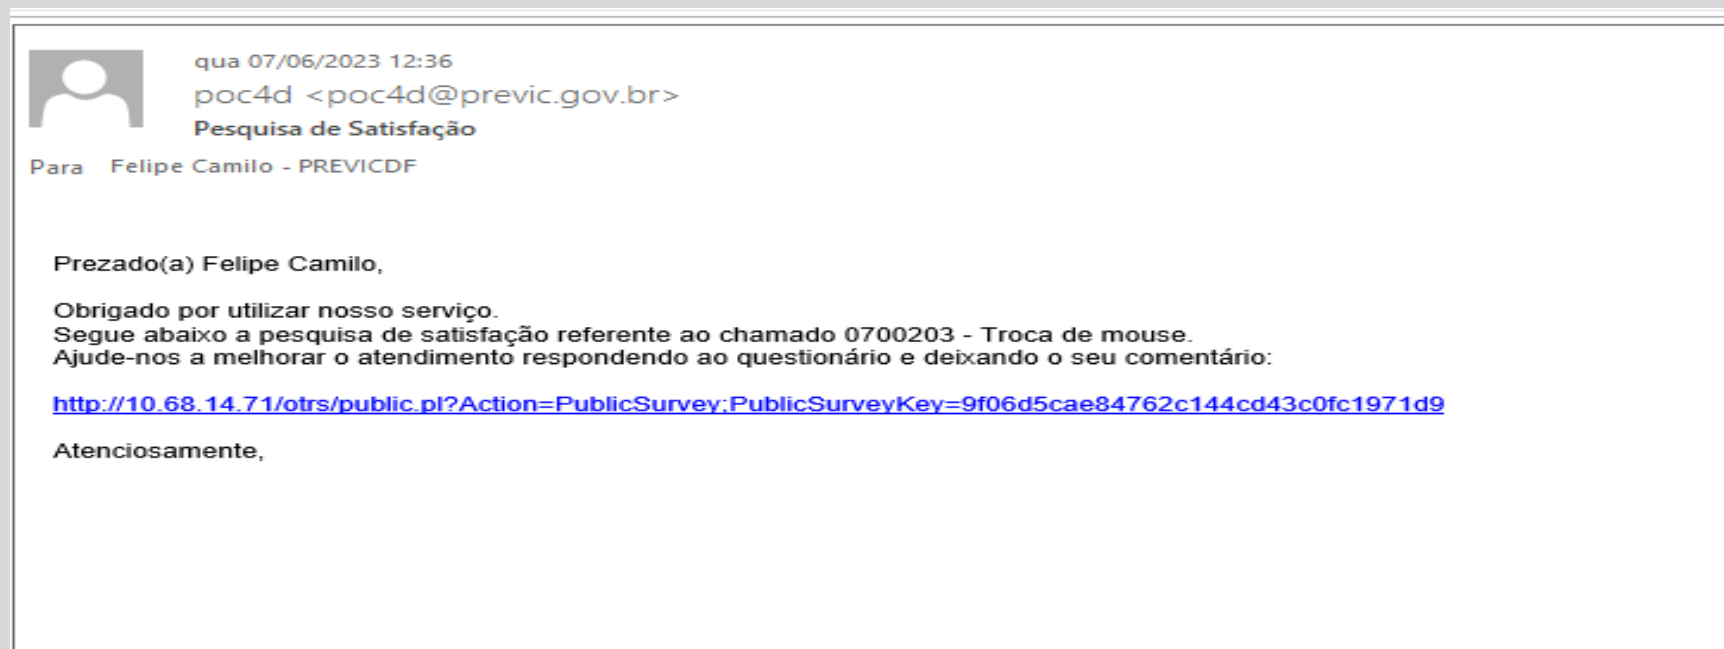 qua 07/06/2023 12:36
poc4d <poc4d@previc.gov.br>
Pesquisa de Satisfação
Para Felipe Camilo - PREVICDF
Prezado(a) Felipe Camilo,
Obrigado por utilizar nosso serviço.
Segue abaixo a pesquisa de satisfação referente ao chamado 0700203 - Troca de mouse.
Ajude-nos a melhorar o atendimento respondendo ao questionário e deixando o seu comentário:
http://10.68.14.71/otrs/public.pl?Action=PublicSurvey;PublicSurveyKey=9f06d5cae84762c144cd43c0fc1971d9
Atenciosamente,